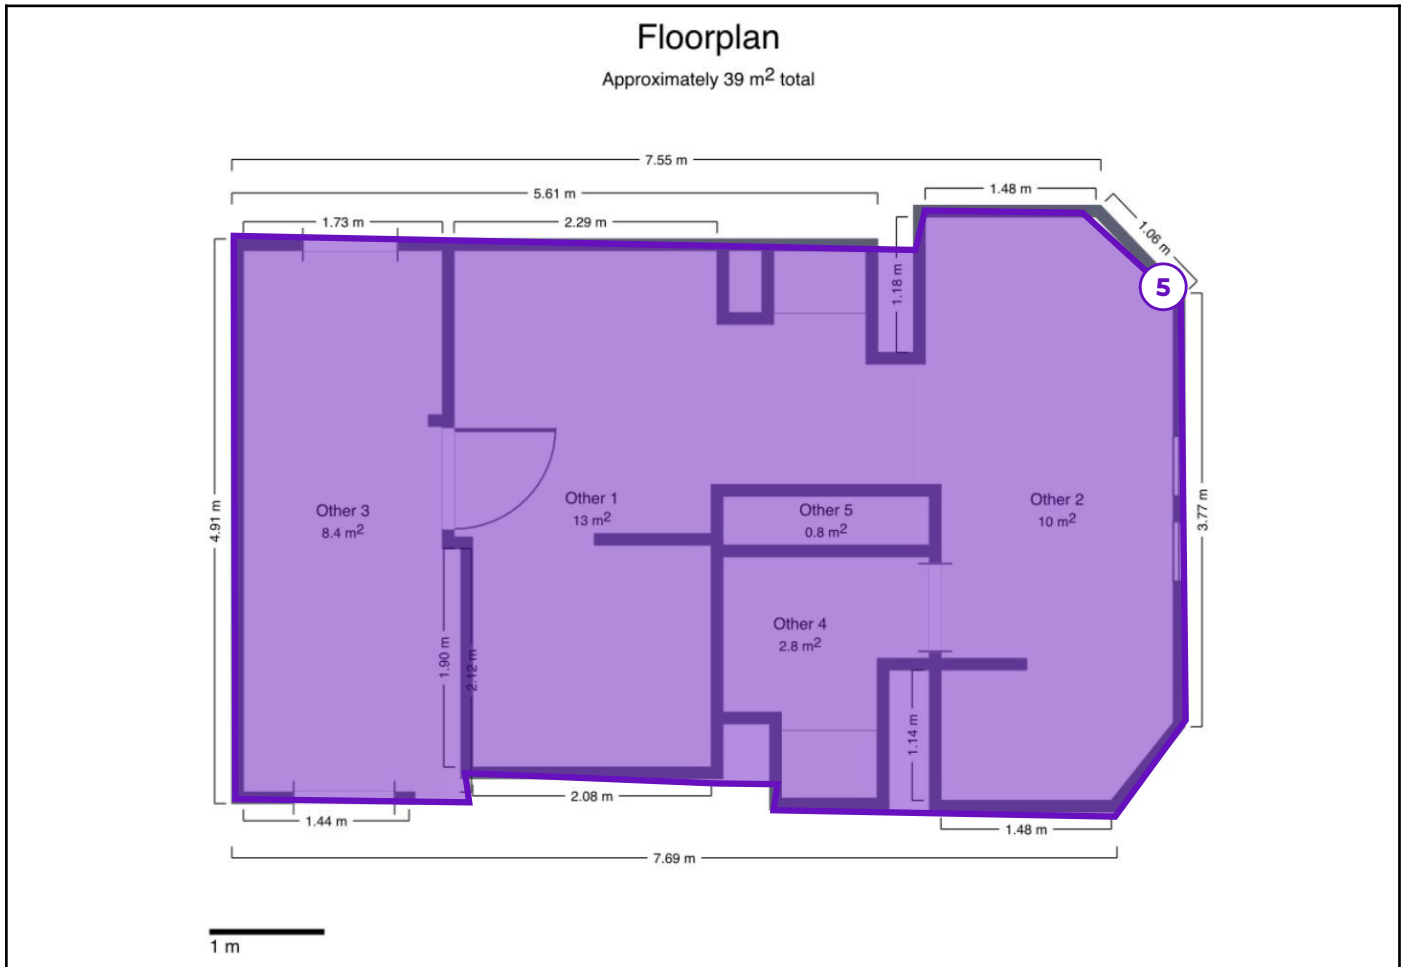 Floorplan
Approximately 39 m² total
7.55 m
5.61 m
1.48 m
1.73 m
2.29 m
1.06 m
5
1.18 m
4.91 m
Other 3
8.4 m²
Other 1
13 m²
Other 5
0.8 m²
Other 2
10 m²
3.77 m
Other 4
2.8 m²
1.90 m
2.12 m
1.14 m
2.08 m
1.44 m
1.48 m
7.69 m
1 m